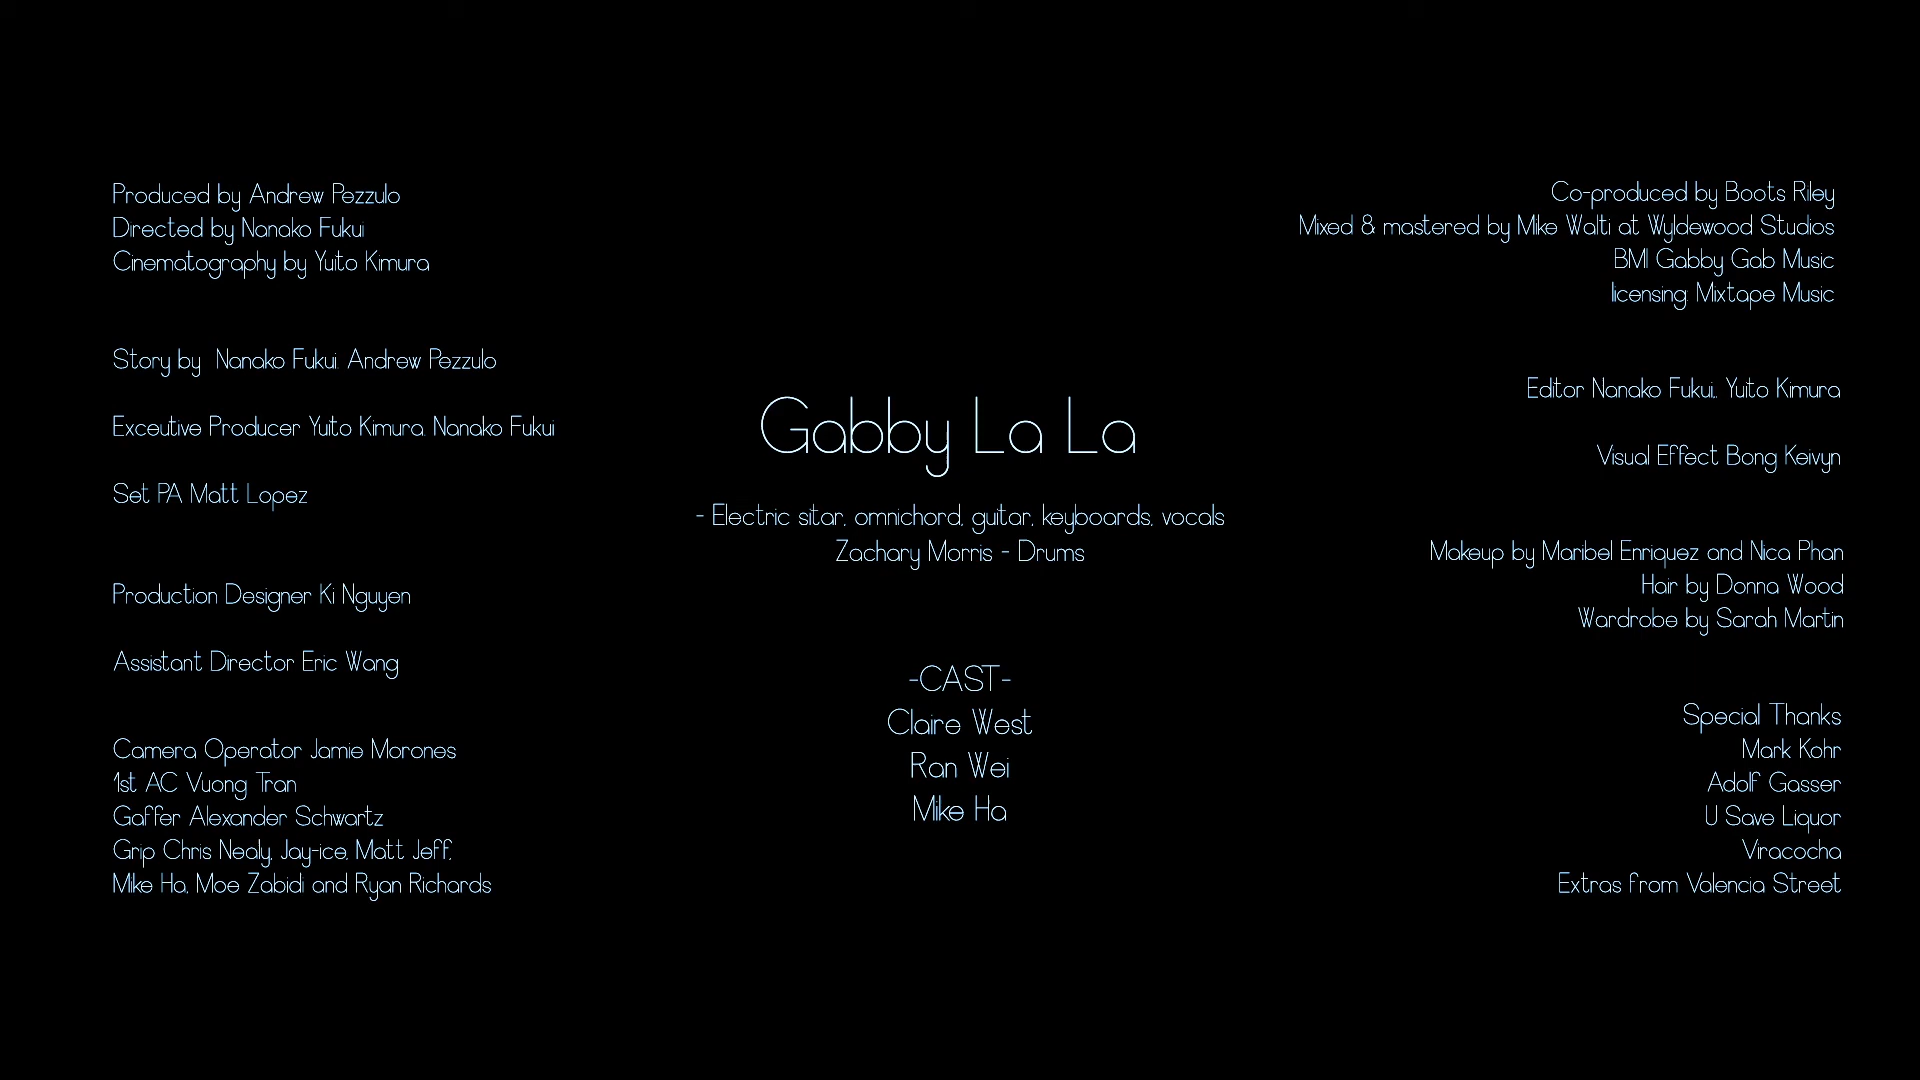 Produced by Andrew Pezzulo
Directed by Nanako Fukui
Cinematography by Yuito Kimura
Story by Nanako Fukui. Andrew Pezzulo
Exceutive Producer Yuito Kimura. Nanako Fukui
Set PA Matt Lopez
Production Designer Ki Nguyen
Assistant Director Eric Wang
Camera Operator Jamie Morones
1st AC Vuong Tran
Gaffer Alexander Schwartz
Grip Chris Nealy, Jay-ice, Matt Jeff,
Mike Ha, Moe Zabidi and Ryan Richards
Gabby La La
- Electric sitar, omnichord, guitar, keyboards, vocals
Zachary Morris - Drums
-CAST-
Claire West
Ran Wei
Mike Ha
Co-produced by Boots Riley
Mixed & mastered by Mike Walti at Wyldewood Studios
BMI Gabby Gab Music
licensing: Mixtape Music
Editor Nanako Fukui,. Yuito Kimura
Visual Effect Bong Keivyn
Makeup by Maribel Enriquez and Nica Phan
Hair by Donna Wood
Wardrobe by Sarah Martin
Special Thanks
Mark Kohr
Adolf Gasser
U Save Liquor
Viracocha
Extras from Valencia Street